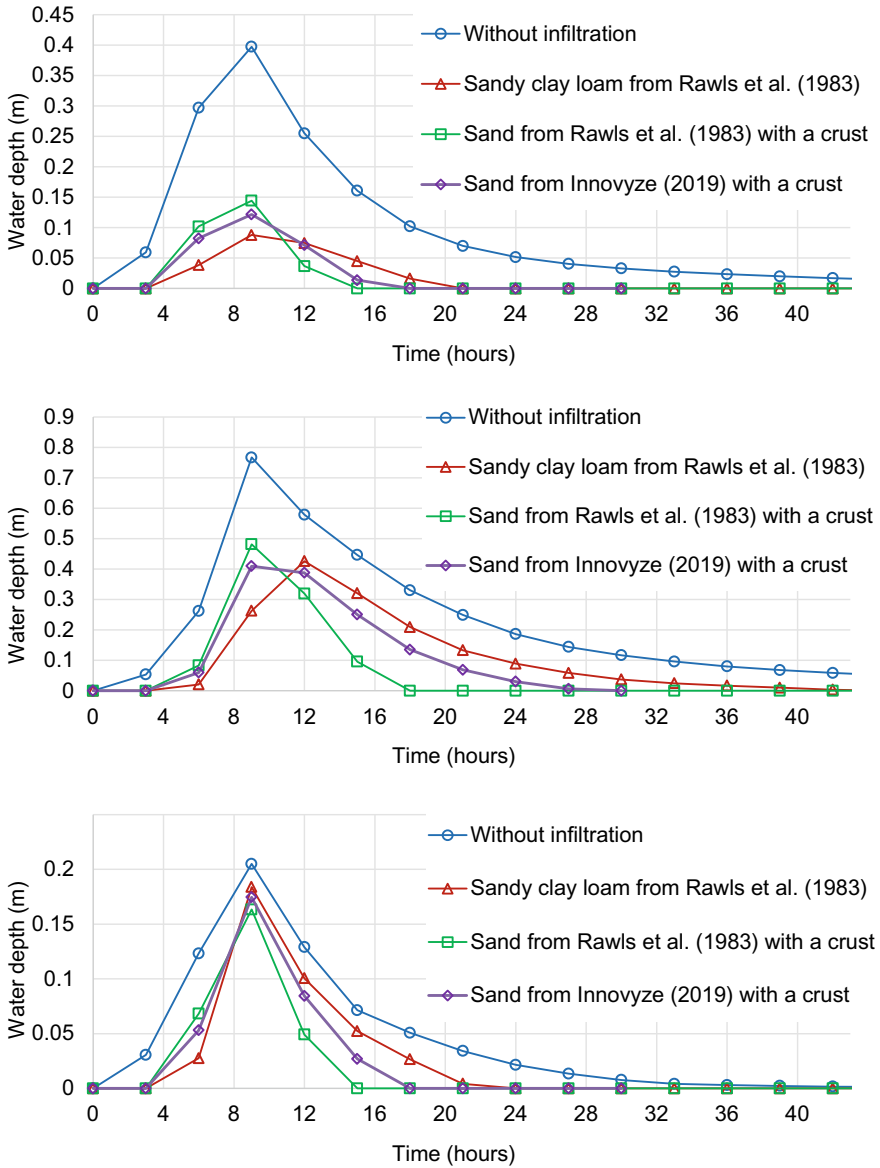 0.45
0.4
0.35
0.3
0.25
0.2
0.15
0.1
0.05
0
Water depth (m)
Without infiltration
Sandy clay loam from Rawls et al. (1983)
Sand from Rawls et al. (1983) with a crust
Sand from Innovyze (2019) with a crust
0 4 8 12 16 20 24 28 32 36 40
Time (hours)
0.9
0.8
0.7
0.6
0.5
0.4
0.3
0.2
0.1
0
Water depth (m)
Without infiltration
Sandy clay loam from Rawls et al. (1983)
Sand from Rawls et al. (1983) with a crust
Sand from Innovyze (2019) with a crust
0 4 8 12 16 20 24 28 32 36 40
Time (hours)
0.2
0.15
0.1
0.05
0
Water depth (m)
Without infiltration
Sandy clay loam from Rawls et al. (1983)
Sand from Rawls et al. (1983) with a crust
Sand from Innovyze (2019) with a crust
0 4 8 12 16 20 24 28 32 36 40
Time (hours)